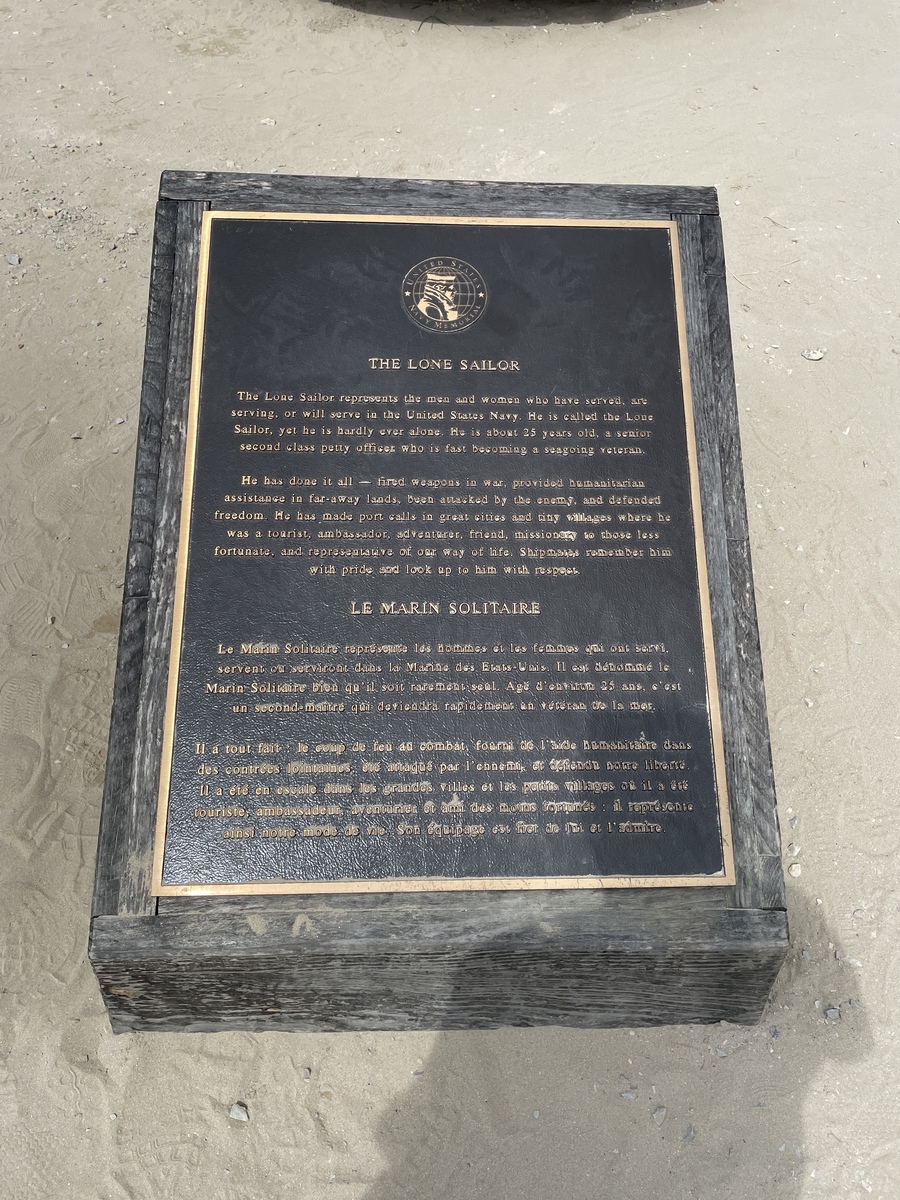 UNITED STATES
NAVY MEMORIAL
THE LONE SAILOR
The Lone Sailor represents the men and women who have served, are
serving, or will serve in the United States Navy. He is called the Lone
Sailor, yet he is hardly ever alone. He is about 25 years old, a senior
second class petty officer who is fast becoming a seagoing veteran.
He has done it all — fired weapons in war, provided humanitarian
assistance in far-away lands, been attacked by the enemy, and defended
freedom. He has made port calls in great cities and tiny villages where he
was a tourist, ambassador, adventurer, friend, missionary to those less
fortunate, and representative of our way of life. Shipmates remember him
with pride and look up to him with respect.
LE MARIN SOLITAIRE
Le Marin Solitaire représente les hommes et les femmes qui ont servi,
servent ou serviront dans la Marine des Etats-Unis. Il est dénommé le
Marin Solitaire bien qu'il soit rarement seul. Agé d'environ 25 ans, c'est
un second-maître qui deviendra rapidement un vétéran de la mer.
Il a tout fait : le coup de feu au combat, fourni de l'aide humanitaire dans
des contrées lointaines, été attaqué par l'ennemi, et défendu notre liberté.
Il a été en escale dans les grandes villes et les petits villages où il a été
touriste, ambassadeur, aventurier et ami des moins fortunés ; il représente
ainsi notre mode de vie. Son équipage est fier de lui et l'admire.